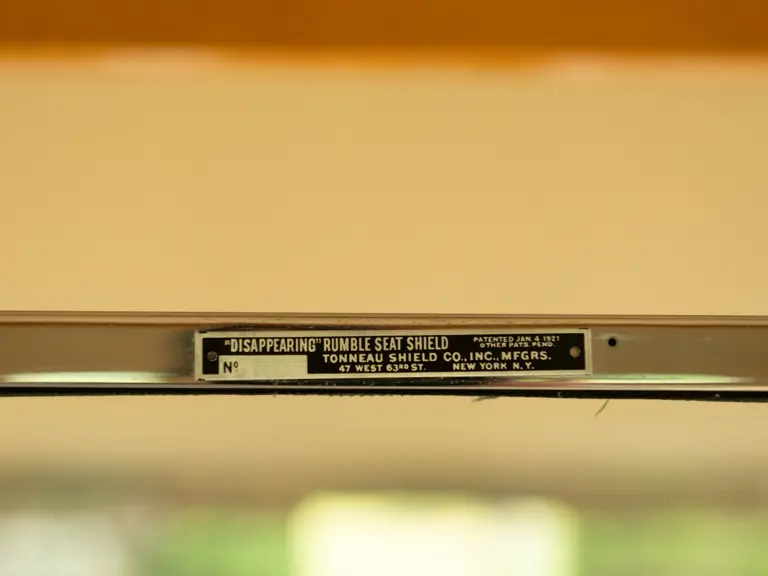 "DISAPPEARING" RUMBLE SEAT SHIELD
PATENTED JAN. 4 1921
OTHER PATS. PEND.
Nº
TONNEAU SHIELD CO., INC., MFGRS.
47 WEST 63RD ST. NEW YORK N.Y.